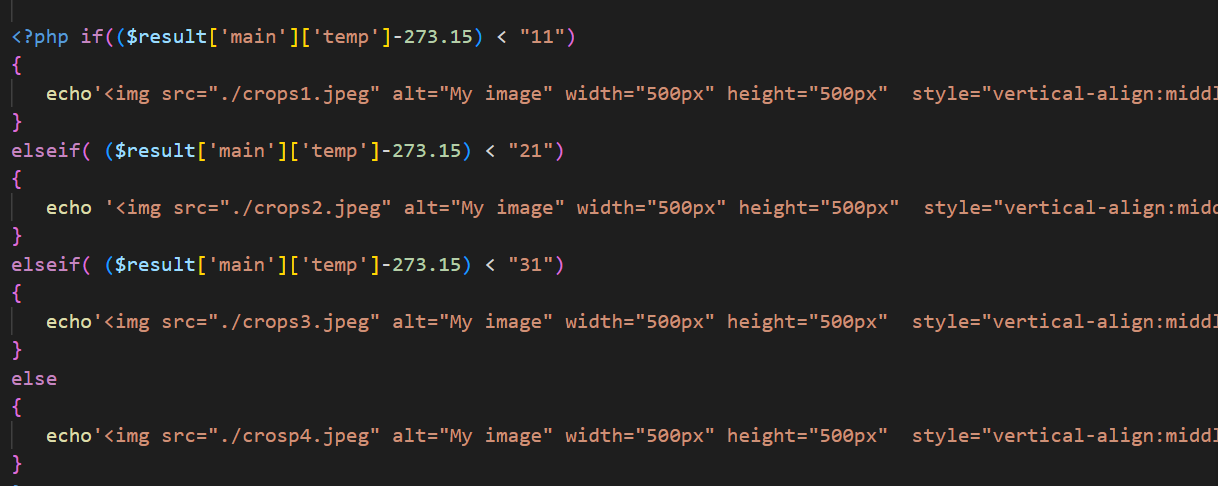 <?php if(($result['main']['temp']-273.15) < "11")
{
   echo'<img src="./crops1.jpeg" alt="My image" width="500px" height="500px"  style="vertical-align:middl
}
elseif( ($result['main']['temp']-273.15) < "21")
{
   echo '<img src="./crops2.jpeg" alt="My image" width="500px" height="500px"  style="vertical-align:midd
}
elseif( ($result['main']['temp']-273.15) < "31")
{
   echo'<img src="./crops3.jpeg" alt="My image" width="500px" height="500px"  style="vertical-align:middl
}
else
{
   echo'<img src="./crosp4.jpeg" alt="My image" width="500px" height="500px"  style="vertical-align:middl
}